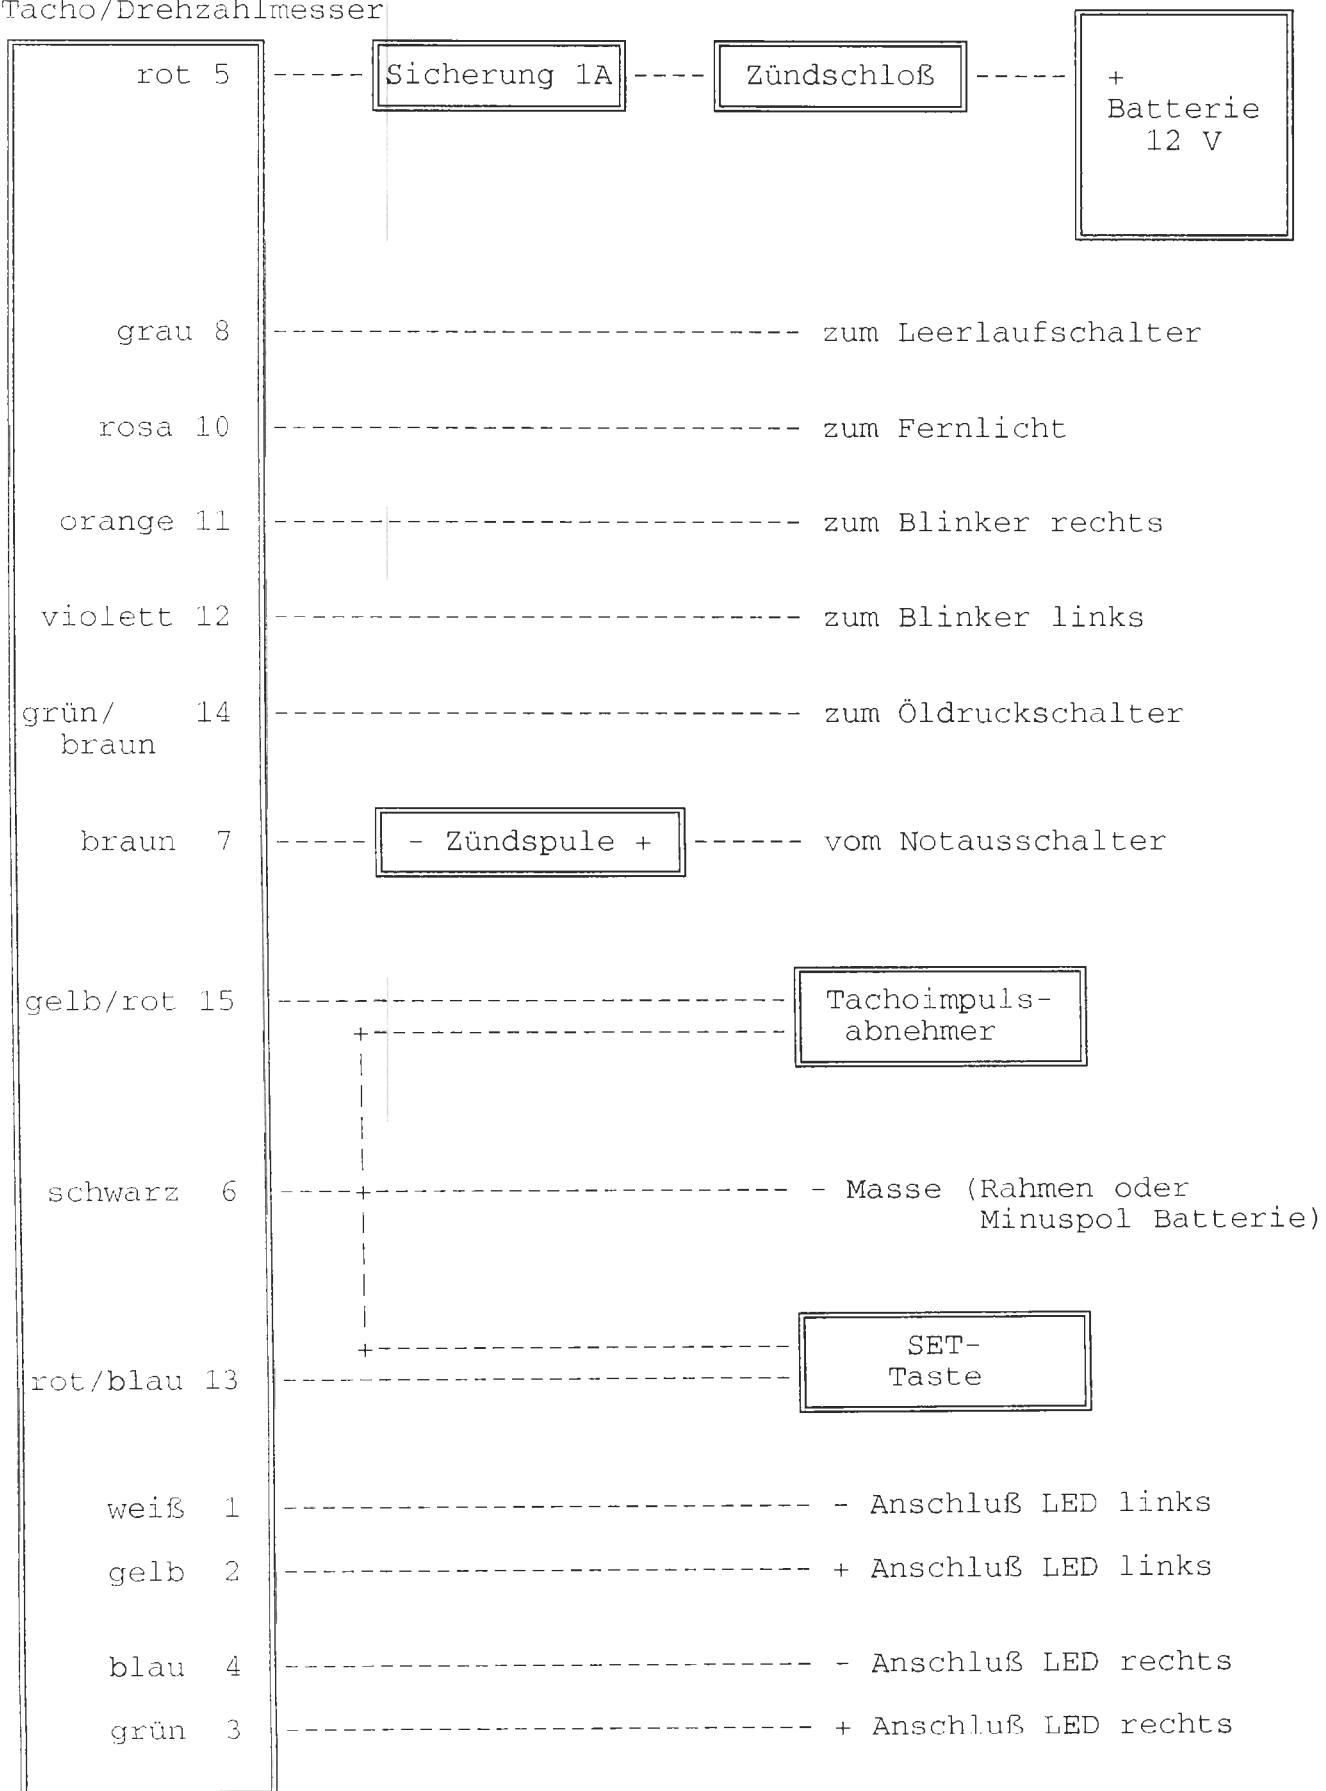 Tacho/Drehzahlmesser
rot 5 ----- Sicherung 1A ---- Zündschloß ----- +
Batterie
12 V
grau 8 ---------------------------- zum Leerlaufschalter
rosa 10 ---------------------------- zum Fernlicht
orange 11 ---------------------------- zum Blinker rechts
violett 12 ---------------------------- zum Blinker links
grün/ 14 ---------------------------- zum Öldruckschalter
braun
braun 7 ----- - Zündspule + ------ vom Notausschalter
gelb/rot 15 --------------------------- Tachoimpuls-
+---------------------- abnehmer
schwarz 6 ----+---------------------- - Masse (Rahmen oder
Minuspol Batterie)
+---------------------- SET-
rot/blau 13 --------------------------- Taste
weiß 1 ---------------------------- - Anschluß LED links
gelb 2 ---------------------------- + Anschluß LED links
blau 4 ---------------------------- - Anschluß LED rechts
grün 3 ---------------------------- + Anschluß LED rechts